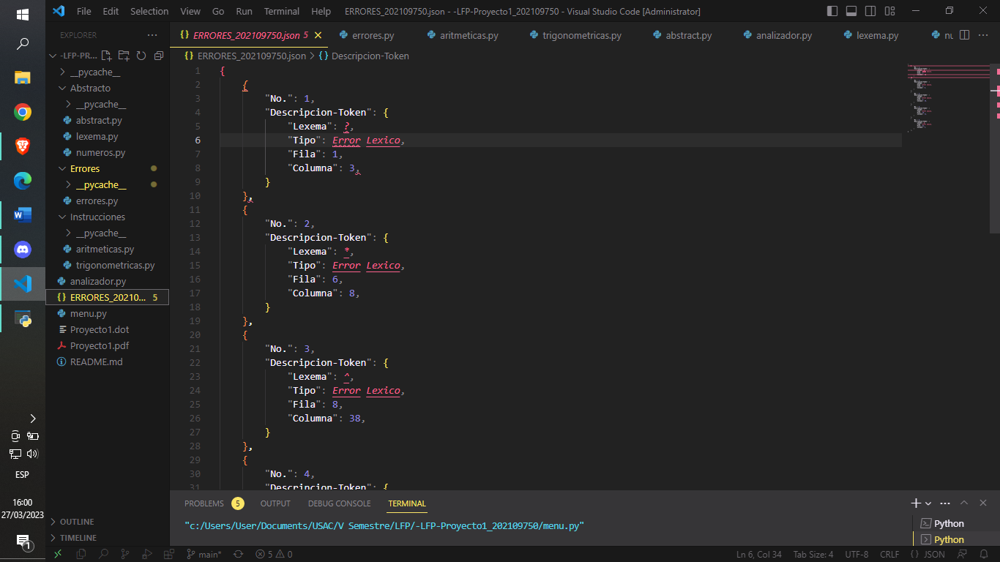 File Edit Selection View Go Run Terminal Help ERRORES_202109750.json - -LFP-Proyecto1_202109750 - Visual Studio Code [Administrator]
EXPLORER
-LFP-PR...
__pycache__
Abstracto
__pycache__
abstract.py
lexema.py
numeros.py
Errores
__pycache__
errores.py
Instrucciones
__pycache__
aritmeticas.py
trigonometricas.py
analizador.py
{} ERRORES_20210... 5
menu.py
Proyecto1.dot
Proyecto1.pdf
README.md
OUTLINE
TIMELINE
{} ERRORES_202109750.json 5 errores.py aritmeticas.py trigonometricas.py abstract.py analizador.py lexema.py nu
{} ERRORES_202109750.json > {} Descripcion-Token
1 {
2 {
3 "No.": 1,
4 "Descripcion-Token": {
5 "Lexema": ?,
6 "Tipo": Error Lexico,
7 "Fila": 1,
8 "Columna": 3,
9 }
10 },
11 {
12 "No.": 2,
13 "Descripcion-Token": {
14 "Lexema": *,
15 "Tipo": Error Lexico,
16 "Fila": 6,
17 "Columna": 8,
18 }
19 },
20 {
21 "No.": 3,
22 "Descripcion-Token": {
23 "Lexema": ^,
24 "Tipo": Error Lexico,
25 "Fila": 8,
26 "Columna": 38,
27 }
28 },
29 {
30 "No.": 4,
31 "Descripcion-Token": {
PROBLEMS 5 OUTPUT DEBUG CONSOLE TERMINAL
"c:/Users/User/Documents/USAC/V Semestre/LFP/-LFP-Proyecto1_202109750/menu.py"
Python
Python
main* 5 0 Ln 6, Col 34 Tab Size: 4 UTF-8 CRLF {} JSON
ESP
16:00
27/03/2023
1